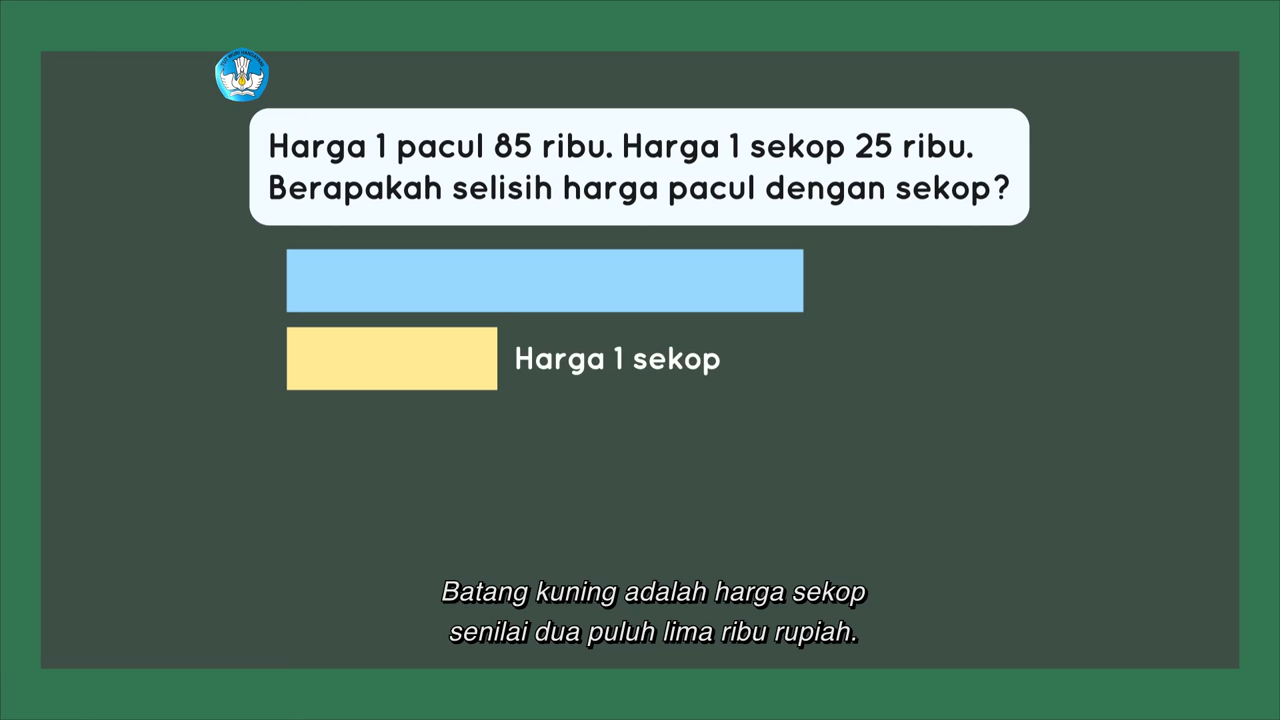 Harga 1 pacul 85 ribu. Harga 1 sekop 25 ribu.
Berapakah selisih harga pacul dengan sekop?
Harga 1 sekop
Batang kuning adalah harga sekop
senilai dua puluh lima ribu rupiah.